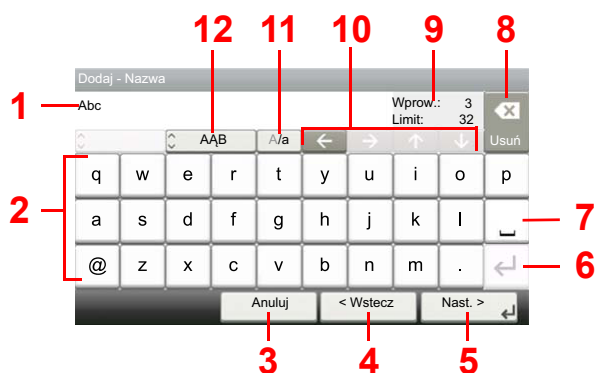 12 11 10 9 8
Dodaj - Nazwa
1 Abc Wprow.: 3
Limit: 32
AĄB A/a ← → ↑ ↓ Usuń
2 q w e r t y u i o p
a s d f g h j k l 7
@ z x c v b n m . 6
Anuluj < Wstecz Nast. >
3 4 5